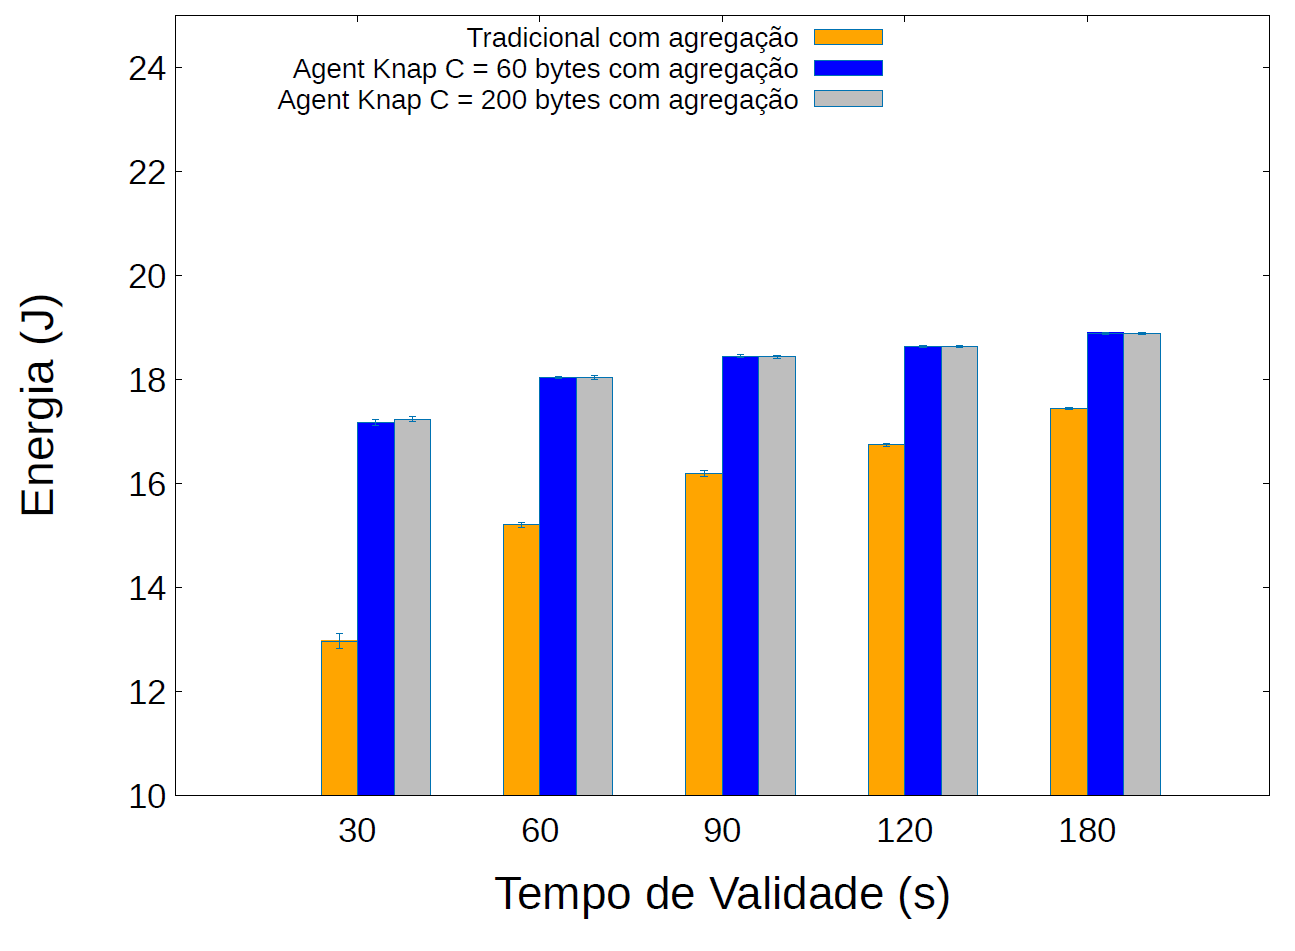 Tradicional com agregação
Agent Knap C = 60 bytes com agregação
Agent Knap C = 200 bytes com agregação
24
22
20
18
16
14
12
10
Energia (J)
30 60 90 120 180
Tempo de Validade (s)